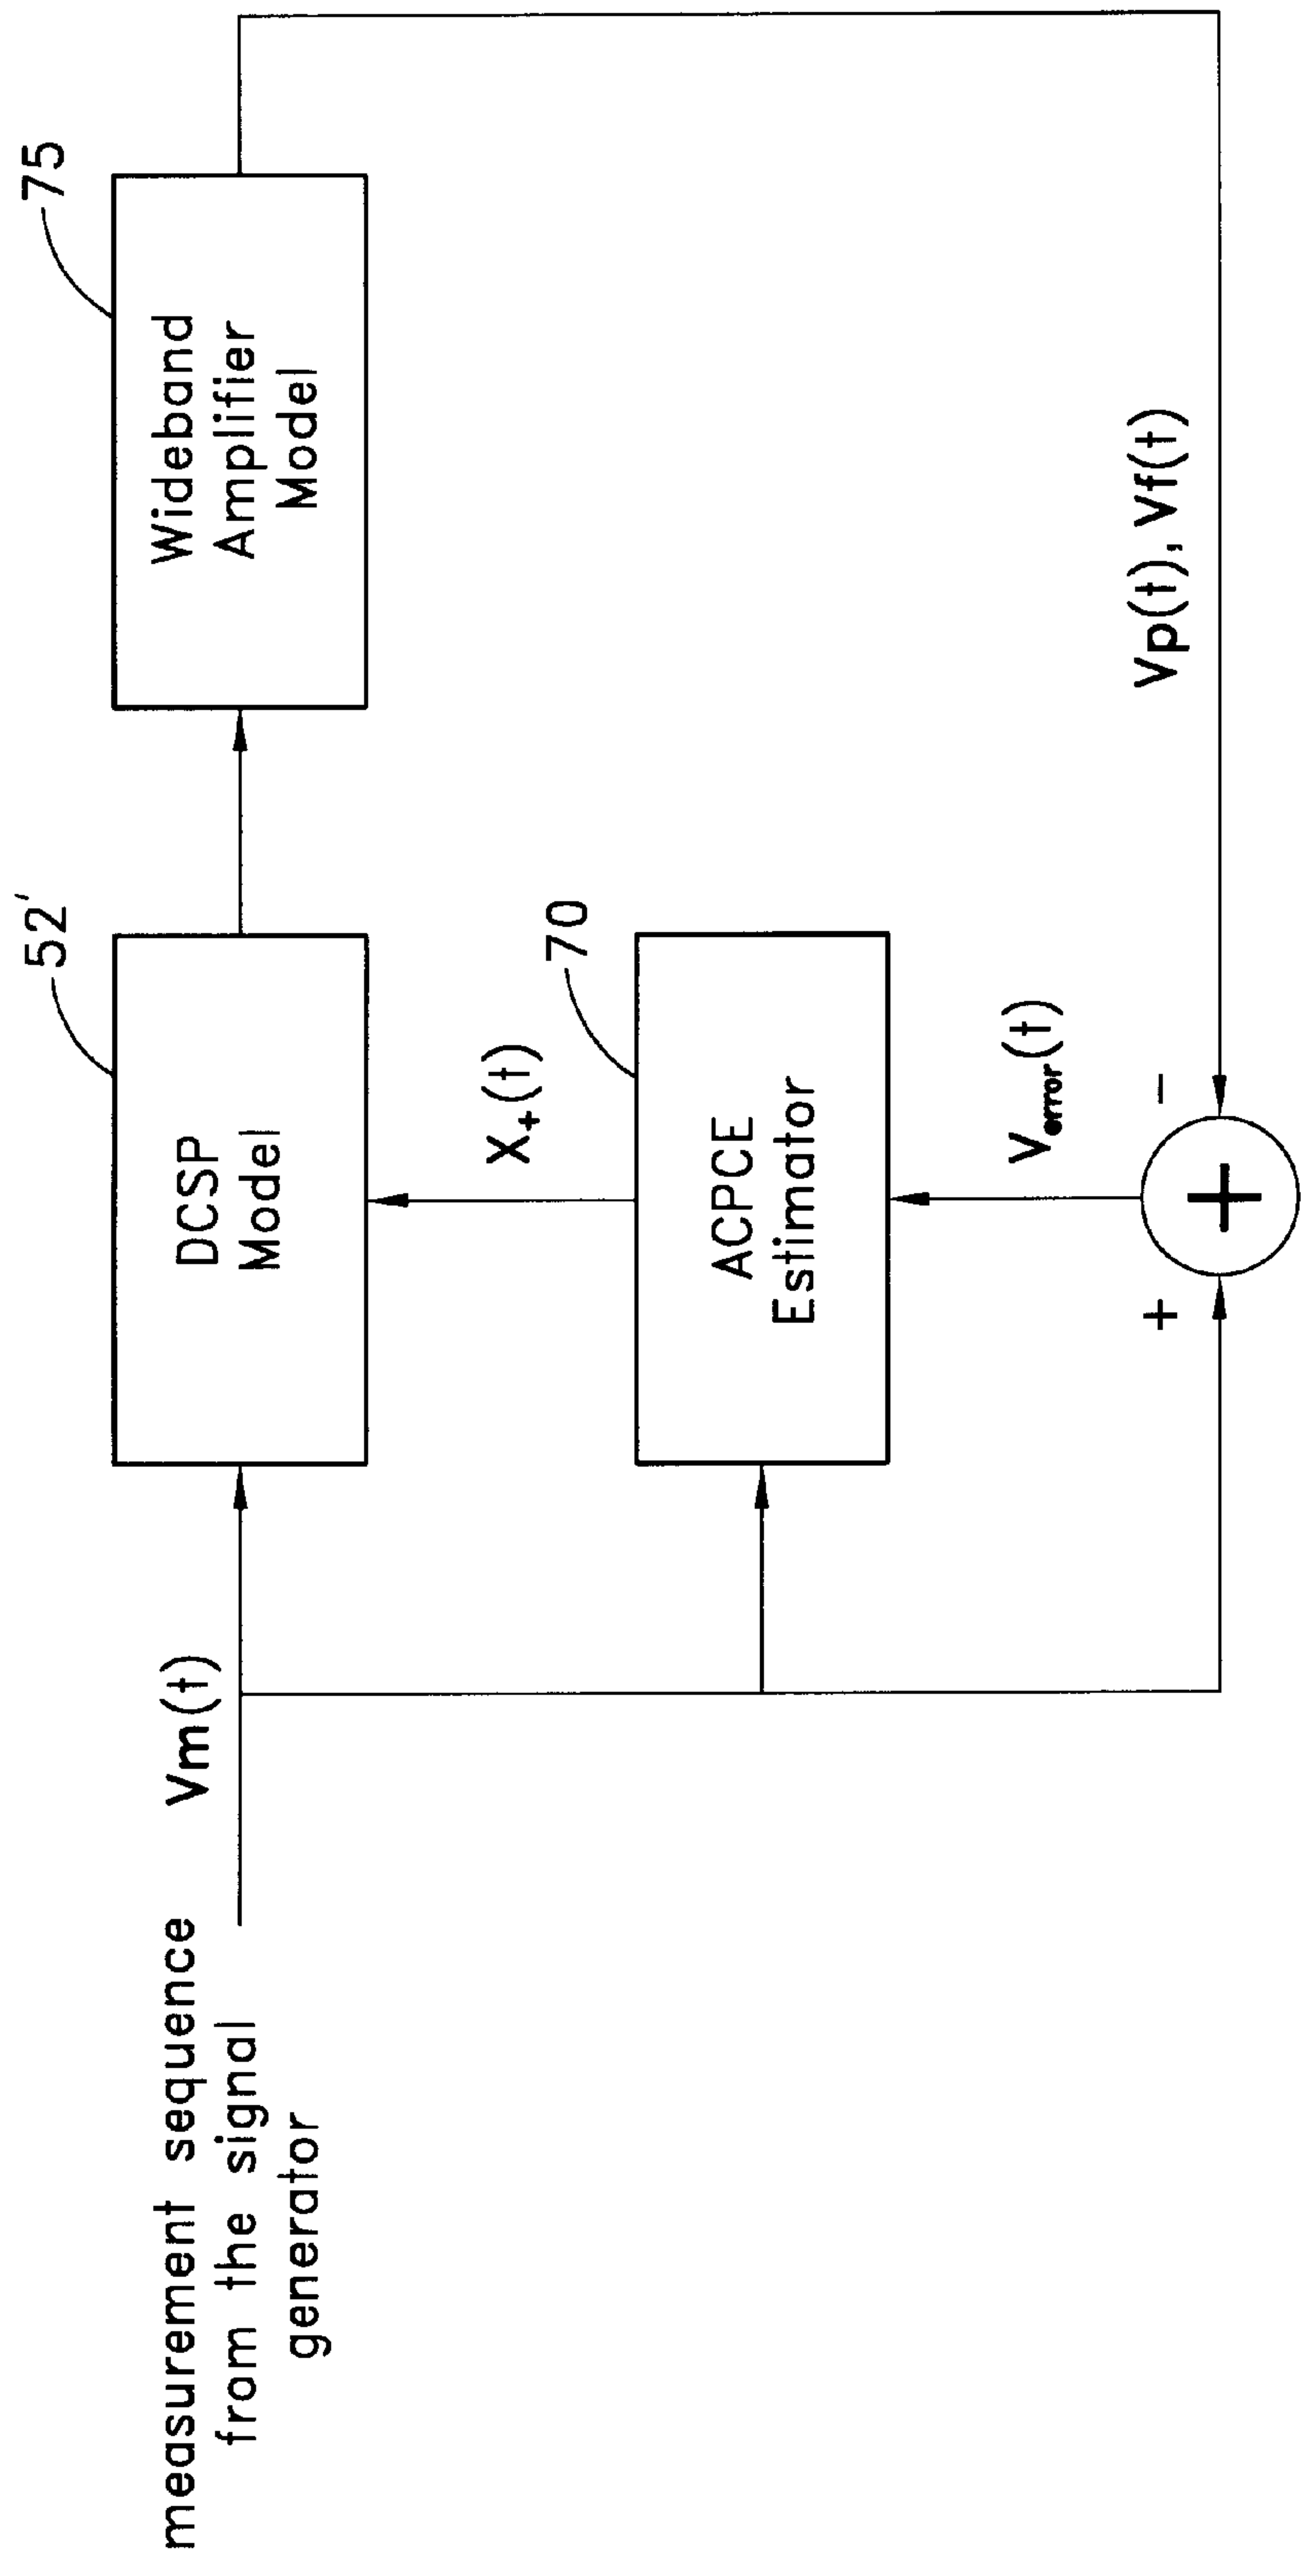 measurement sequence
from the signal
generator
Vm(t)
52'
DCSP
Model
75
Wideband
Amplifier
Model
X+(t)
70
ACPCE
Estimator
Verror(t)
+
+
−
Vp(t), Vf(t)